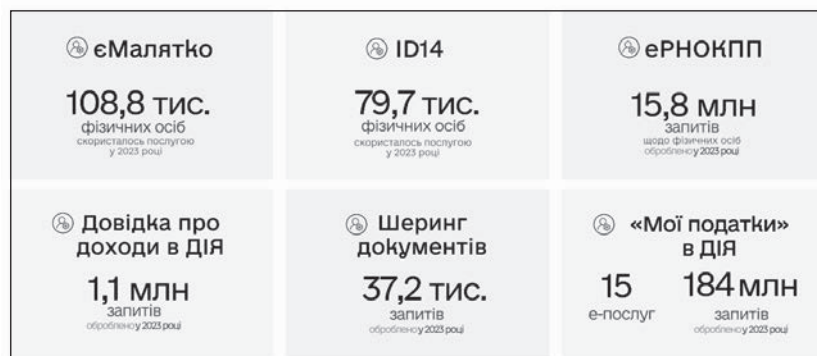 єМалятко
108,8 тис.
фізичних осіб
скористалось послугою
у 2023 році
ID14
79,7 тис.
фізичних осіб
скористалось послугою
у 2023 році
еРНОКПП
15,8 млн
запитів
щодо фізичних осіб
оброблено у 2023 році
Довідка про
доходи в ДІЯ
1,1 млн
запитів
оброблено у 2023 році
Шеринг
документів
37,2 тис.
запитів
оброблено у 2023 році
«Мої податки»
в ДІЯ
15
е-послуг
184 млн
запитів
оброблено у 2023 році